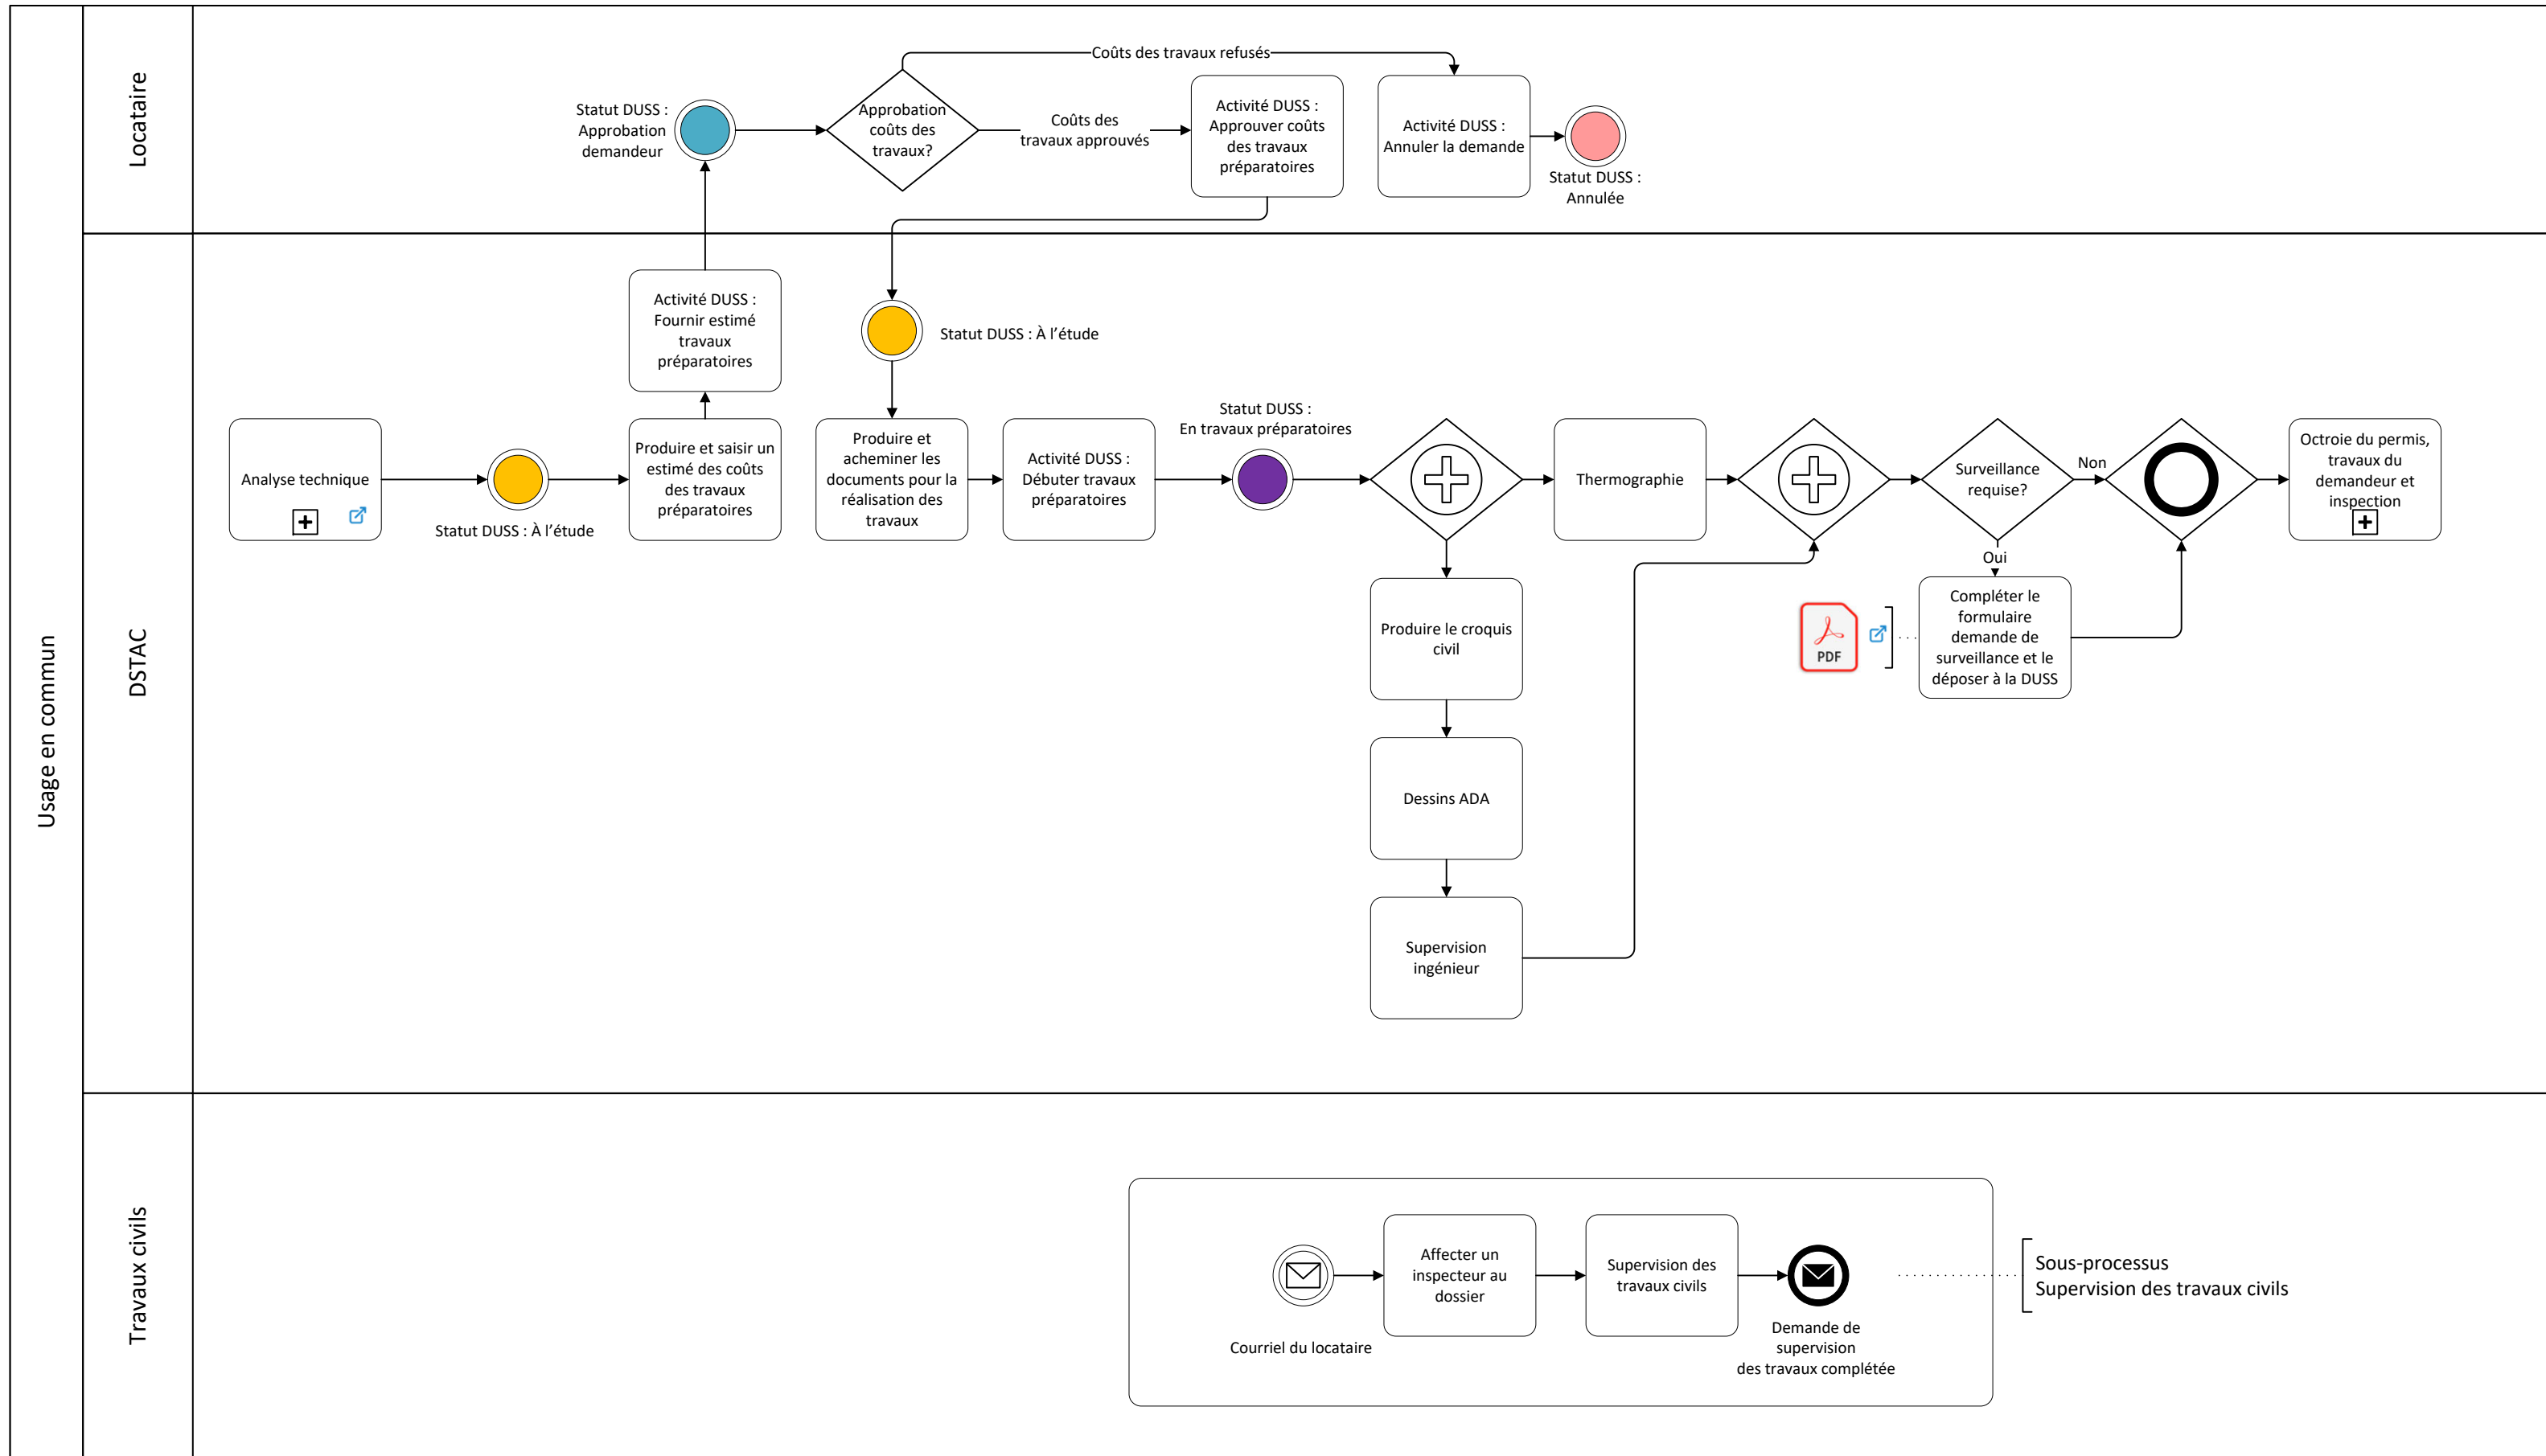 Usage en commun
Locataire
Statut DUSS :
Approbation
demandeur
Approbation
coûts des
travaux?
Coûts des travaux refusés
Coûts des
travaux approuvés
Activité DUSS :
Approuver coûts
des travaux
préparatoires
Activité DUSS :
Annuler la demande
Statut DUSS :
Annulée
DSTAC
Analyse technique
Statut DUSS : À l’étude
Activité DUSS :
Fournir estimé
travaux
préparatoires
Produire et saisir un
estimé des coûts
des travaux
préparatoires
Statut DUSS : À l’étude
Produire et
acheminer les
documents pour la
réalisation des
travaux
Activité DUSS :
Débuter travaux
préparatoires
Statut DUSS :
En travaux préparatoires
Thermographie
Produire le croquis
civil
Dessins ADA
Supervision
ingénieur
Surveillance
requise?
Non
Oui
PDF
Compléter le
formulaire
demande de
surveillance et le
déposer à la DUSS
Octroie du permis,
travaux du
demandeur et
inspection
Travaux civils
Courriel du locataire
Affecter un
inspecteur au
dossier
Supervision des
travaux civils
Demande de
supervision
des travaux complétée
Sous-processus
Supervision des travaux civils